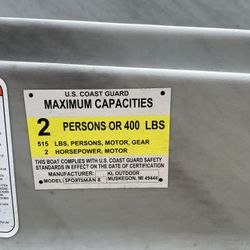 U.S. COAST GUARD
MAXIMUM CAPACITIES
2 PERSONS OR 400 LBS
515 LBS, PERSONS, MOTOR, GEAR
2 HORSEPOWER, MOTOR
THIS BOAT COMPLIES WITH U.S. COAST GUARD SAFETY
STANDARDS IN EFFECT ON THE DATE OF CERTIFICATION
MANUFACTURER: KL OUTDOOR
MODEL: SPORTSMAN 8 MUSKEGON, MI 49444